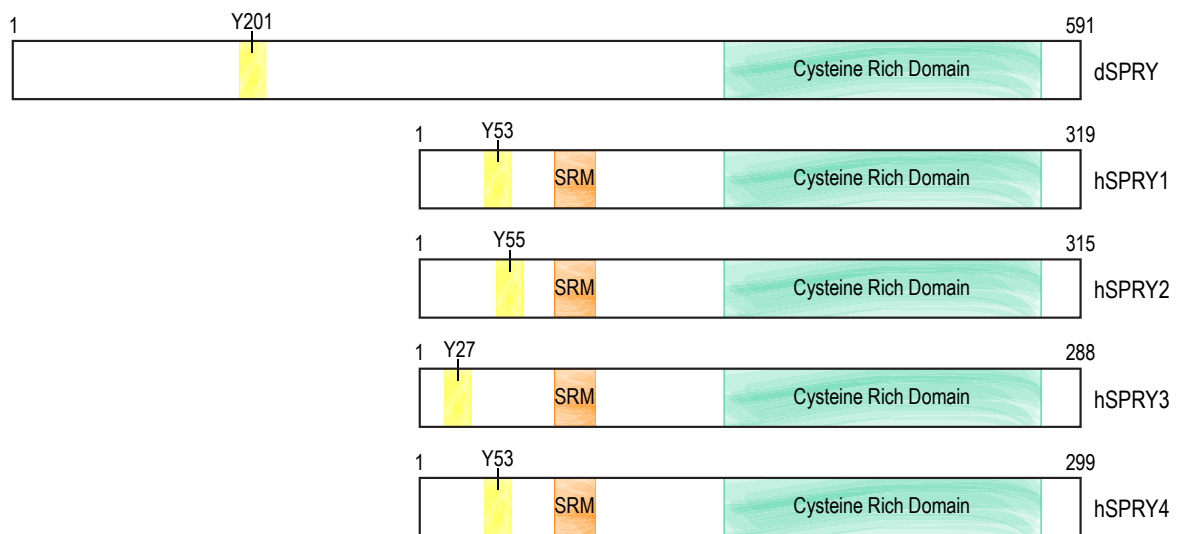 1 Y201 591
Cysteine Rich Domain dSPRY
1 Y53 319
SRM Cysteine Rich Domain hSPRY1
1 Y55 315
SRM Cysteine Rich Domain hSPRY2
1 Y27 288
SRM Cysteine Rich Domain hSPRY3
1 Y53 299
SRM Cysteine Rich Domain hSPRY4